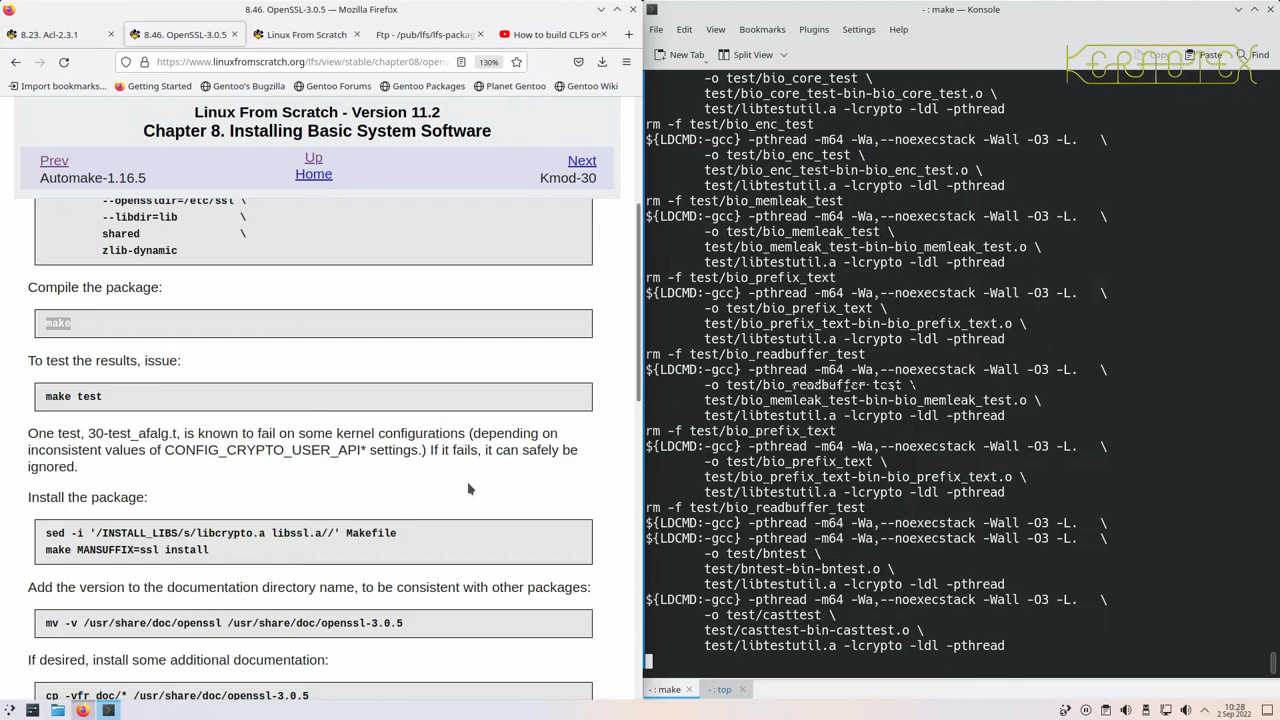 8.46. OpenSSL-3.0.5 — Mozilla Firefox
8.23. Acl-2.3.1
8.46. OpenSSL-3.0.5
Linux From Scratch
Ftp - /pub/lfs/lfs-packag
How to build CLFS on
https://www.linuxfromscratch.org/lfs/view/stable/chapter08/opens
130%
Import bookmarks...
Getting Started
Gentoo's Bugzilla
Gentoo Forums
Gentoo Packages
Planet Gentoo
Gentoo Wiki
Linux From Scratch - Version 11.2
Chapter 8. Installing Basic System Software
Prev
Up
Next
Automake-1.16.5
Home
Kmod-30
--openssldir=/etc/ssl \
--libdir=lib \
shared \
zlib-dynamic
Compile the package:
make
To test the results, issue:
make test
One test, 30-test_afalg.t, is known to fail on some kernel configurations (depending on
inconsistent values of CONFIG_CRYPTO_USER_API* settings.) If it fails, it can safely be
ignored.
Install the package:
sed -i '/INSTALL_LIBS/s/libcrypto.a libssl.a//' Makefile
make MANSUFFIX=ssl install
Add the version to the documentation directory name, to be consistent with other packages:
mv -v /usr/share/doc/openssl /usr/share/doc/openssl-3.0.5
If desired, install some additional documentation:
cp -vfr doc/* /usr/share/doc/openssl-3.0.5
- : make — Konsole
File Edit View Bookmarks Plugins Settings Help
New Tab
Split View
Copy
Paste
Find
KERNOTEX
-o test/bio_core_test \
test/bio_core_test-bin-bio_core_test.o \
test/libtestutil.a -lcrypto -ldl -pthread
rm -f test/bio_enc_test
${LDCMD:-gcc} -pthread -m64 -Wa,--noexecstack -Wall -O3 -L. \
-o test/bio_enc_test \
test/bio_enc_test-bin-bio_enc_test.o \
test/libtestutil.a -lcrypto -ldl -pthread
rm -f test/bio_memleak_test
${LDCMD:-gcc} -pthread -m64 -Wa,--noexecstack -Wall -O3 -L. \
-o test/bio_memleak_test \
test/bio_memleak_test-bin-bio_memleak_test.o \
test/libtestutil.a -lcrypto -ldl -pthread
rm -f test/bio_prefix_text
${LDCMD:-gcc} -pthread -m64 -Wa,--noexecstack -Wall -O3 -L. \
-o test/bio_prefix_text \
test/bio_prefix_text-bin-bio_prefix_text.o \
test/libtestutil.a -lcrypto -ldl -pthread
rm -f test/bio_readbuffer_test
${LDCMD:-gcc} -pthread -m64 -Wa,--noexecstack -Wall -O3 -L. \
-o test/bio_readbuffer_test \
test/bio_memleak_test-bin-bio_memleak_test.o \
test/libtestutil.a -lcrypto -ldl -pthread
rm -f test/bio_prefix_text
${LDCMD:-gcc} -pthread -m64 -Wa,--noexecstack -Wall -O3 -L. \
-o test/bio_prefix_text \
test/bio_prefix_text-bin-bio_prefix_text.o \
test/libtestutil.a -lcrypto -ldl -pthread
rm -f test/bio_readbuffer_test
${LDCMD:-gcc} -pthread -m64 -Wa,--noexecstack -Wall -O3 -L. \
${LDCMD:-gcc} -pthread -m64 -Wa,--noexecstack -Wall -O3 -L. \
-o test/bntest \
test/bntest-bin-bntest.o \
test/libtestutil.a -lcrypto -ldl -pthread
${LDCMD:-gcc} -pthread -m64 -Wa,--noexecstack -Wall -O3 -L. \
-o test/casttest \
test/casttest-bin-casttest.o \
test/libtestutil.a -lcrypto -ldl -pthread
- : make
- : top
10:28
2 Sep 2022